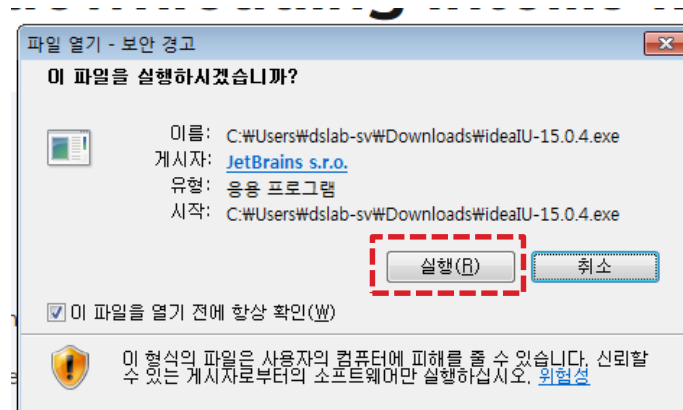 파일 열기 - 보안 경고
이 파일을 실행하시겠습니까?
이름: C:₩Users₩dslab-sv₩Downloads₩ideaIU-15.0.4.exe
게시자: JetBrains s.r.o.
유형: 응용 프로그램
시작: C:₩Users₩dslab-sv₩Downloads₩ideaIU-15.0.4.exe
실행(R) 취소
이 파일을 열기 전에 항상 확인(W)
이 형식의 파일은 사용자의 컴퓨터에 피해를 줄 수 있습니다. 신뢰할
수 있는 게시자로부터의 소프트웨어만 실행하십시오. 위험성